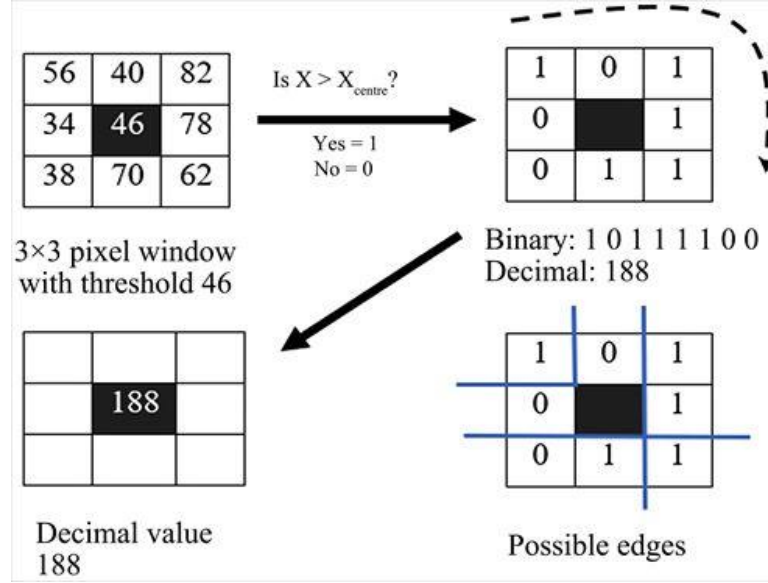 56 40 82
34 46 78
38 70 62
3×3 pixel window
with threshold 46
Is X > Xcentre?
Yes = 1
No = 0
1 0 1
0 1
0 1 1
Binary: 1 0 1 1 1 1 0 0
Decimal: 188
188
Decimal value
188
1 0 1
0 1
0 1 1
Possible edges